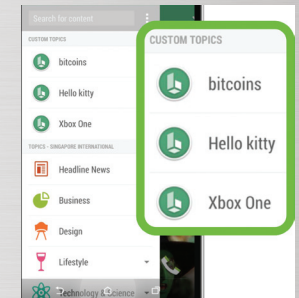 Search for content
CUSTOM TOPICS
bitcoins
Hello kitty
Xbox One
TOPICS - SINGAPORE INTERNATIONAL
Headline News
Business
Design
Lifestyle
Technology & Science
CUSTOM TOPICS
bitcoins
Hello kitty
Xbox One